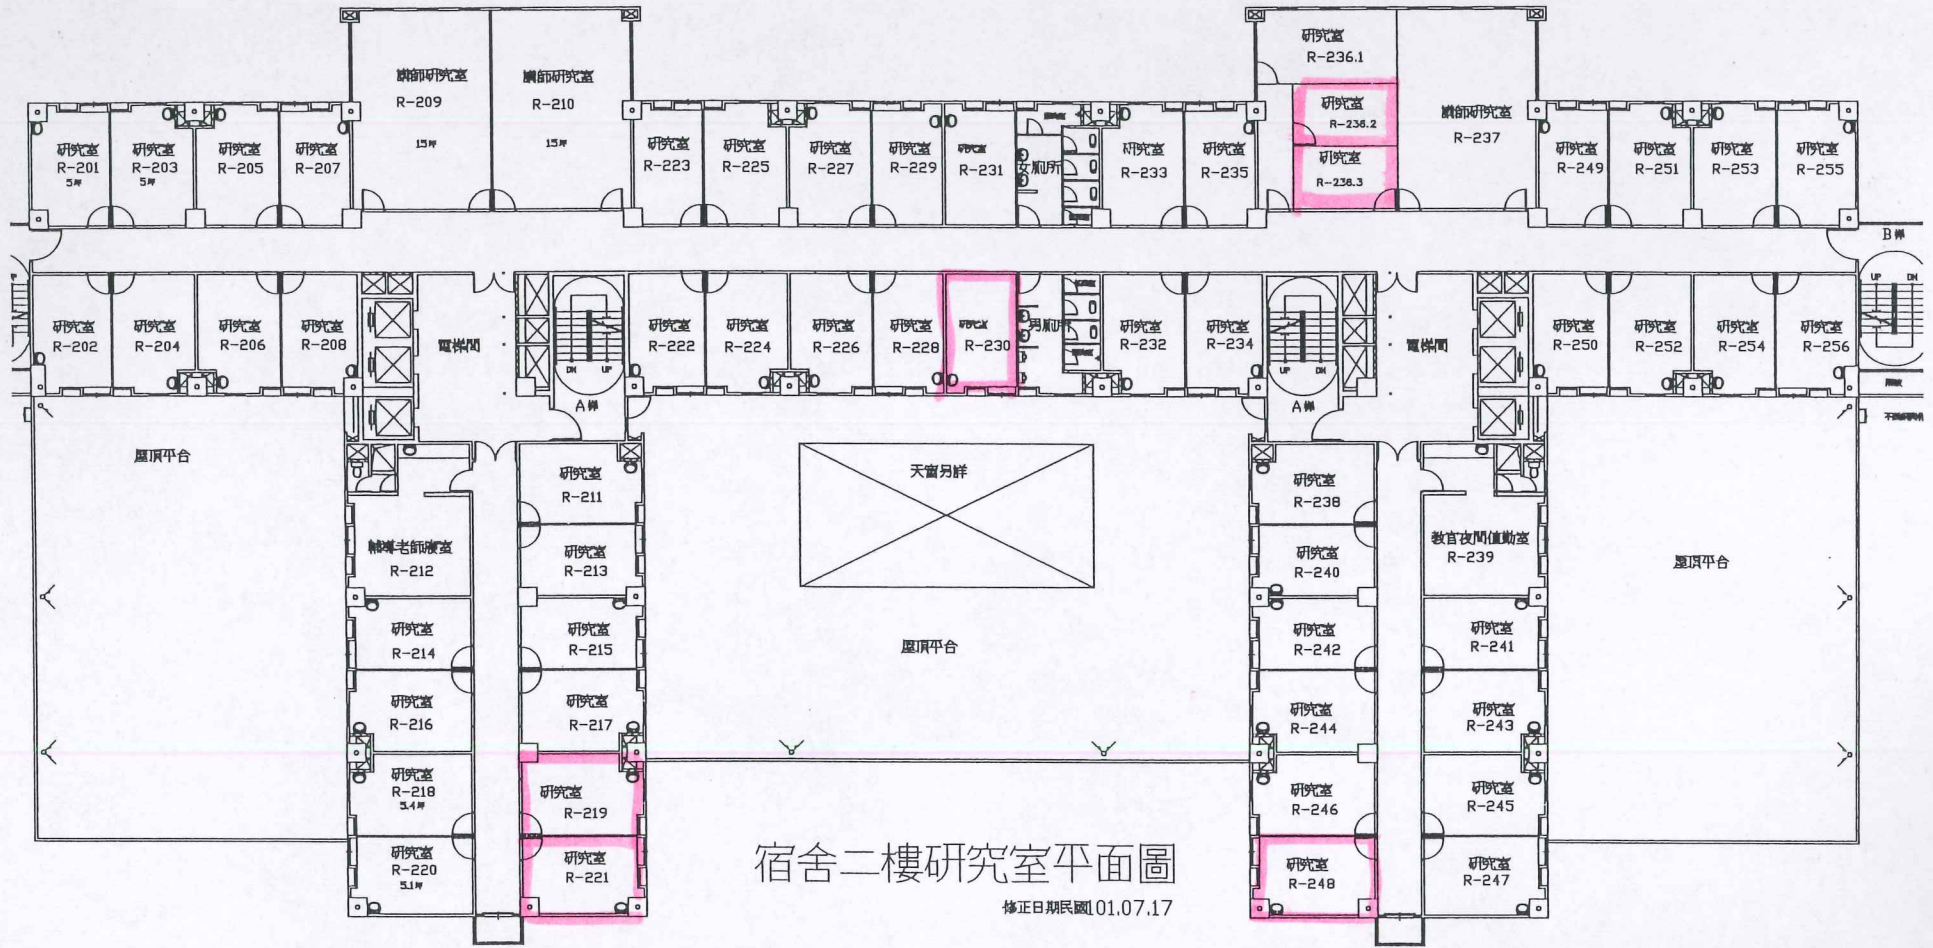 研究室
R-236.1
講師研究室
R-209
15坪
講師研究室
R-210
15坪
研究室
R-236.2
研究室
R-236.3
講師研究室
R-237
研究室
R-201
5坪
研究室
R-203
5坪
研究室
R-205
研究室
R-207
研究室
R-223
研究室
R-225
研究室
R-227
研究室
R-229
研究室
R-231
女廁所
研究室
R-233
研究室
R-235
研究室
R-249
研究室
R-251
研究室
R-253
研究室
R-255
B梯
UP
DN
研究室
R-202
研究室
R-204
研究室
R-206
研究室
R-208
電梯間
DN
UP
A梯
研究室
R-222
研究室
R-224
研究室
R-226
研究室
R-228
研究室
R-230
男廁所
研究室
R-232
研究室
R-234
UP
DN
A梯
電梯間
研究室
R-250
研究室
R-252
研究室
R-254
研究室
R-256
屋頂平台
研究室
R-211
天窗另詳
研究室
R-238
輔導老師寢室
R-212
研究室
R-213
研究室
R-240
教官夜間值勤室
R-239
屋頂平台
研究室
R-214
研究室
R-215
屋頂平台
研究室
R-242
研究室
R-241
研究室
R-216
研究室
R-217
研究室
R-244
研究室
R-243
研究室
R-218
5.4坪
研究室
R-219
研究室
R-246
研究室
R-245
研究室
R-220
5.1坪
研究室
R-221
宿舍二樓研究室平面圖
修正日期民國101.07.17
研究室
R-248
研究室
R-247